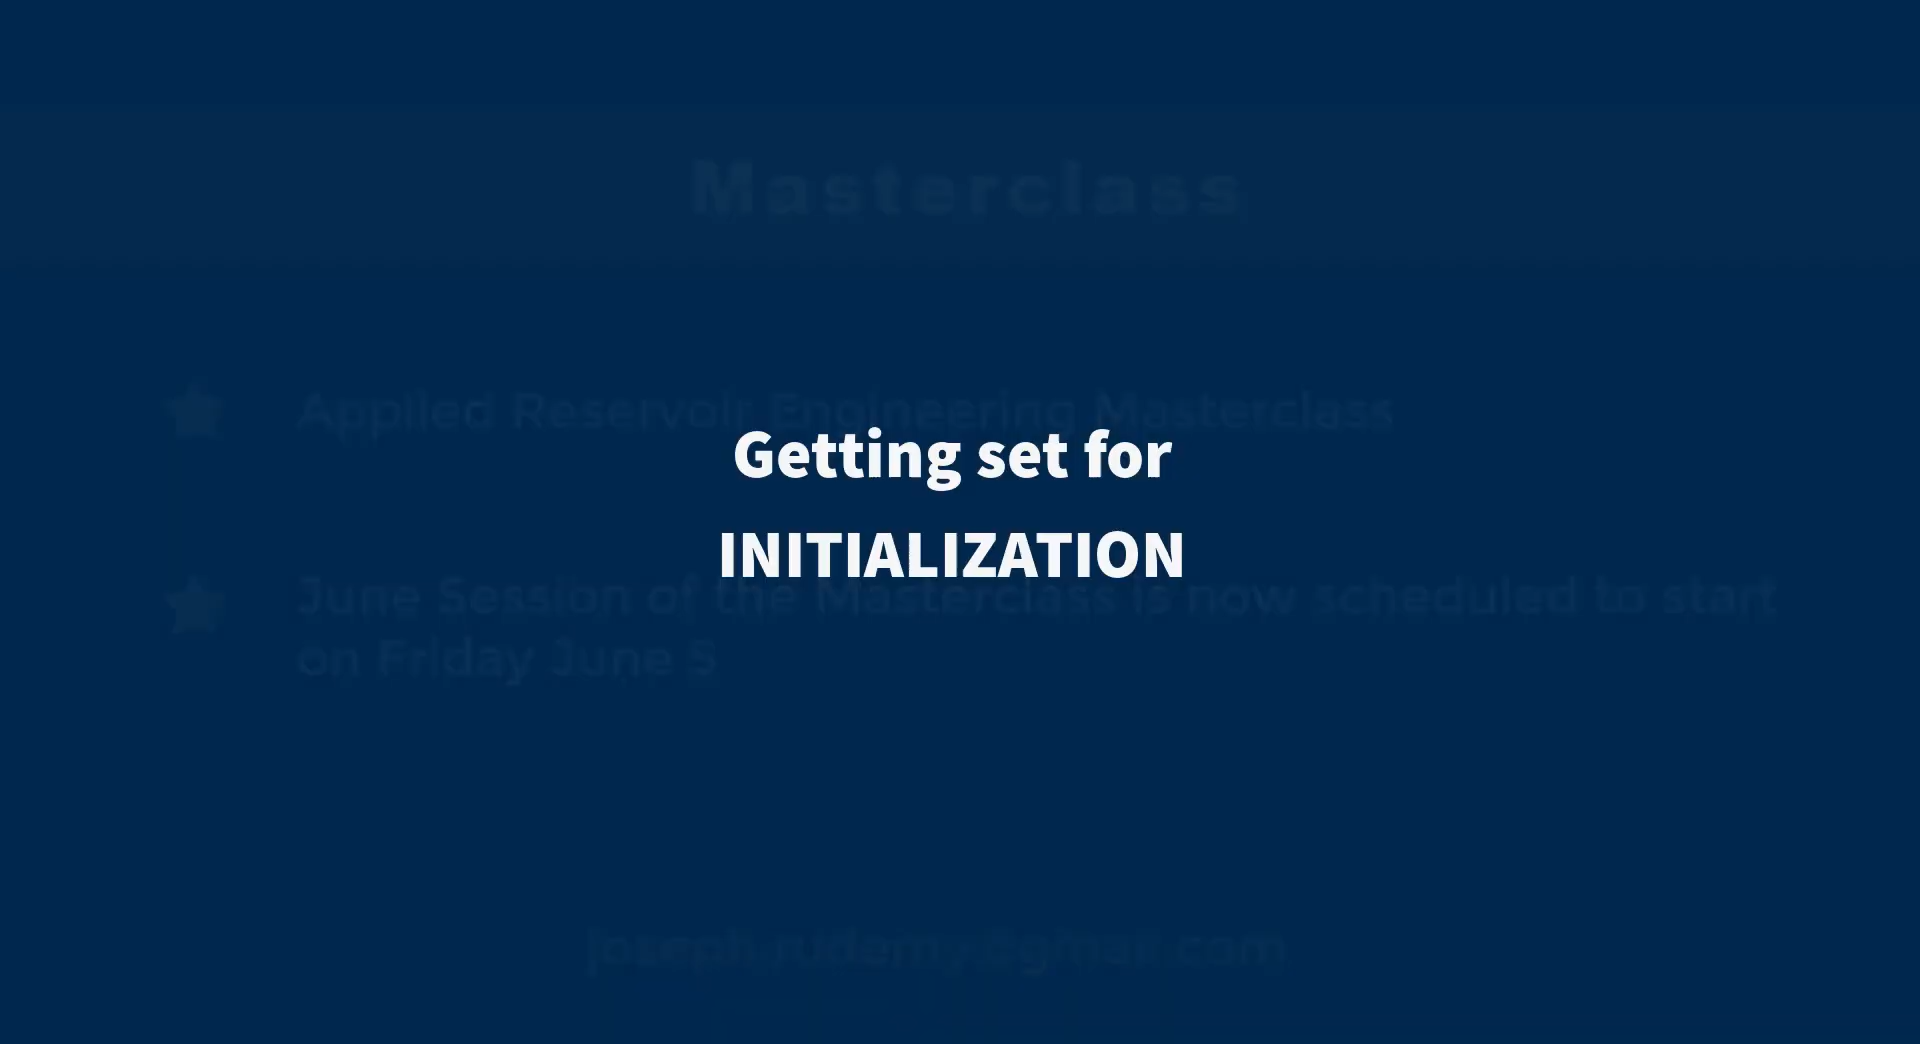 Masterclass
Applied Reservoir Engineering Masterclass
Getting set for
INITIALIZATION
June Session of the Masterclass is now scheduled to start
on Friday June 5